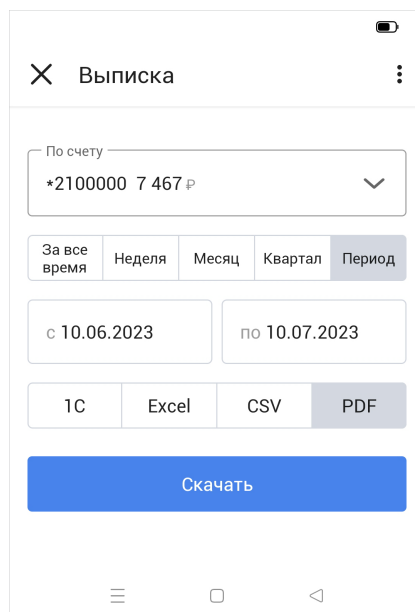 Выписка
По счету
*2100000 7 467 ₽
За все
время
Неделя
Месяц
Квартал
Период
с 10.06.2023
по 10.07.2023
1С
Excel
CSV
PDF
Скачать